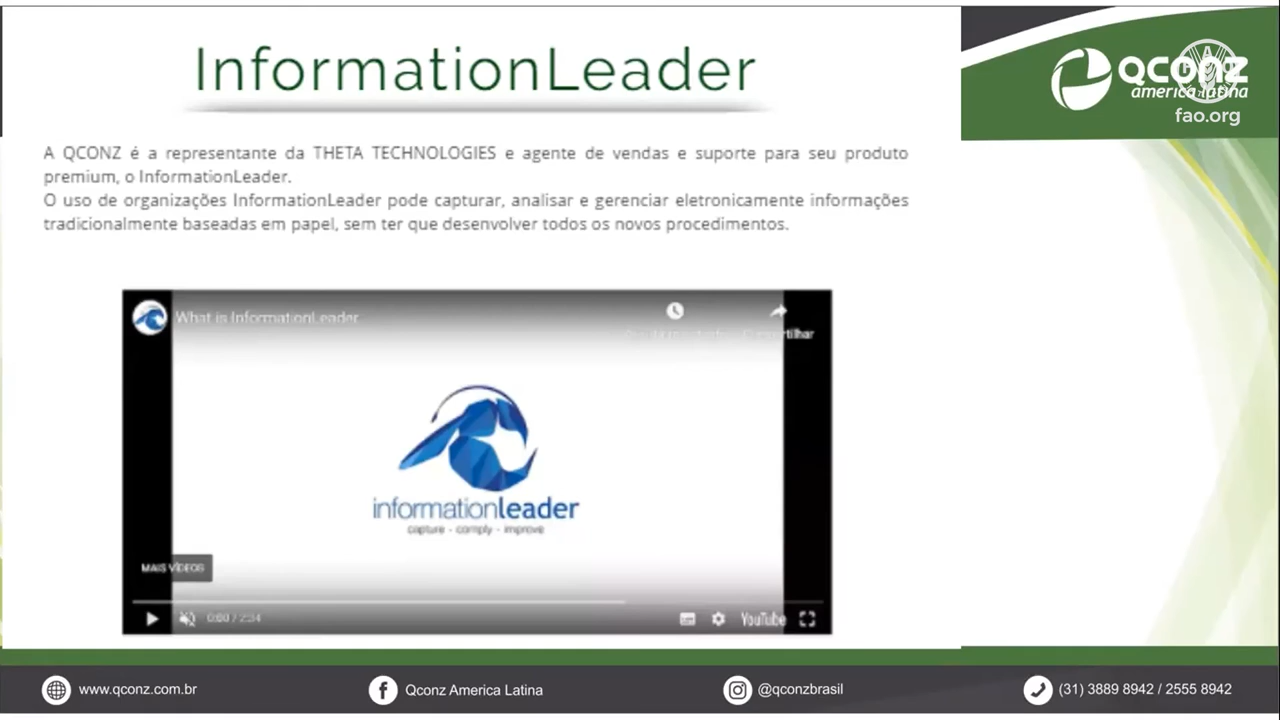 InformationLeader
QCONZ
america latina
FAO
fao.org
A QCONZ é a representante da THETA TECHNOLOGIES e agente de vendas e suporte para seu produto
premium, o InformationLeader.
O uso de organizações InformationLeader pode capturar, analisar e gerenciar eletronicamente informações
tradicionalmente baseadas em papel, sem ter que desenvolver todos os novos procedimentos.
What is InformationLeader
informationleader
capture - comply - improve
MAIS VÍDEOS
0:00 / 2:34
YouTube
www.qconz.com.br
Qconz America Latina
@qconzbrasil
(31) 3889 8942 / 2555 8942